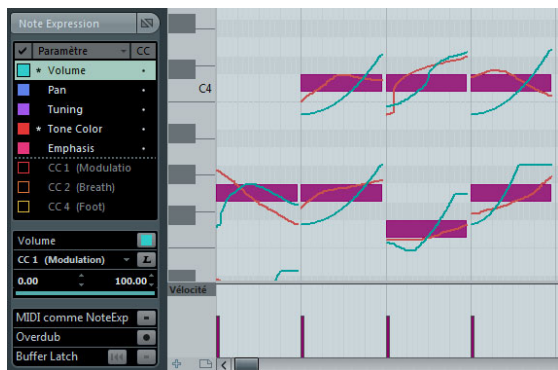 Note Expression
Paramètre CC
* Volume
Pan
Tuning
* Tone Color
Emphasis
CC 1 (Modulatio
CC 2 (Breath)
CC 4 (Foot)
Volume
CC 1 (Modulation) L
0.00 100.00
MIDI comme NoteExp
Overdub
Buffer Latch
C4
Vélocité